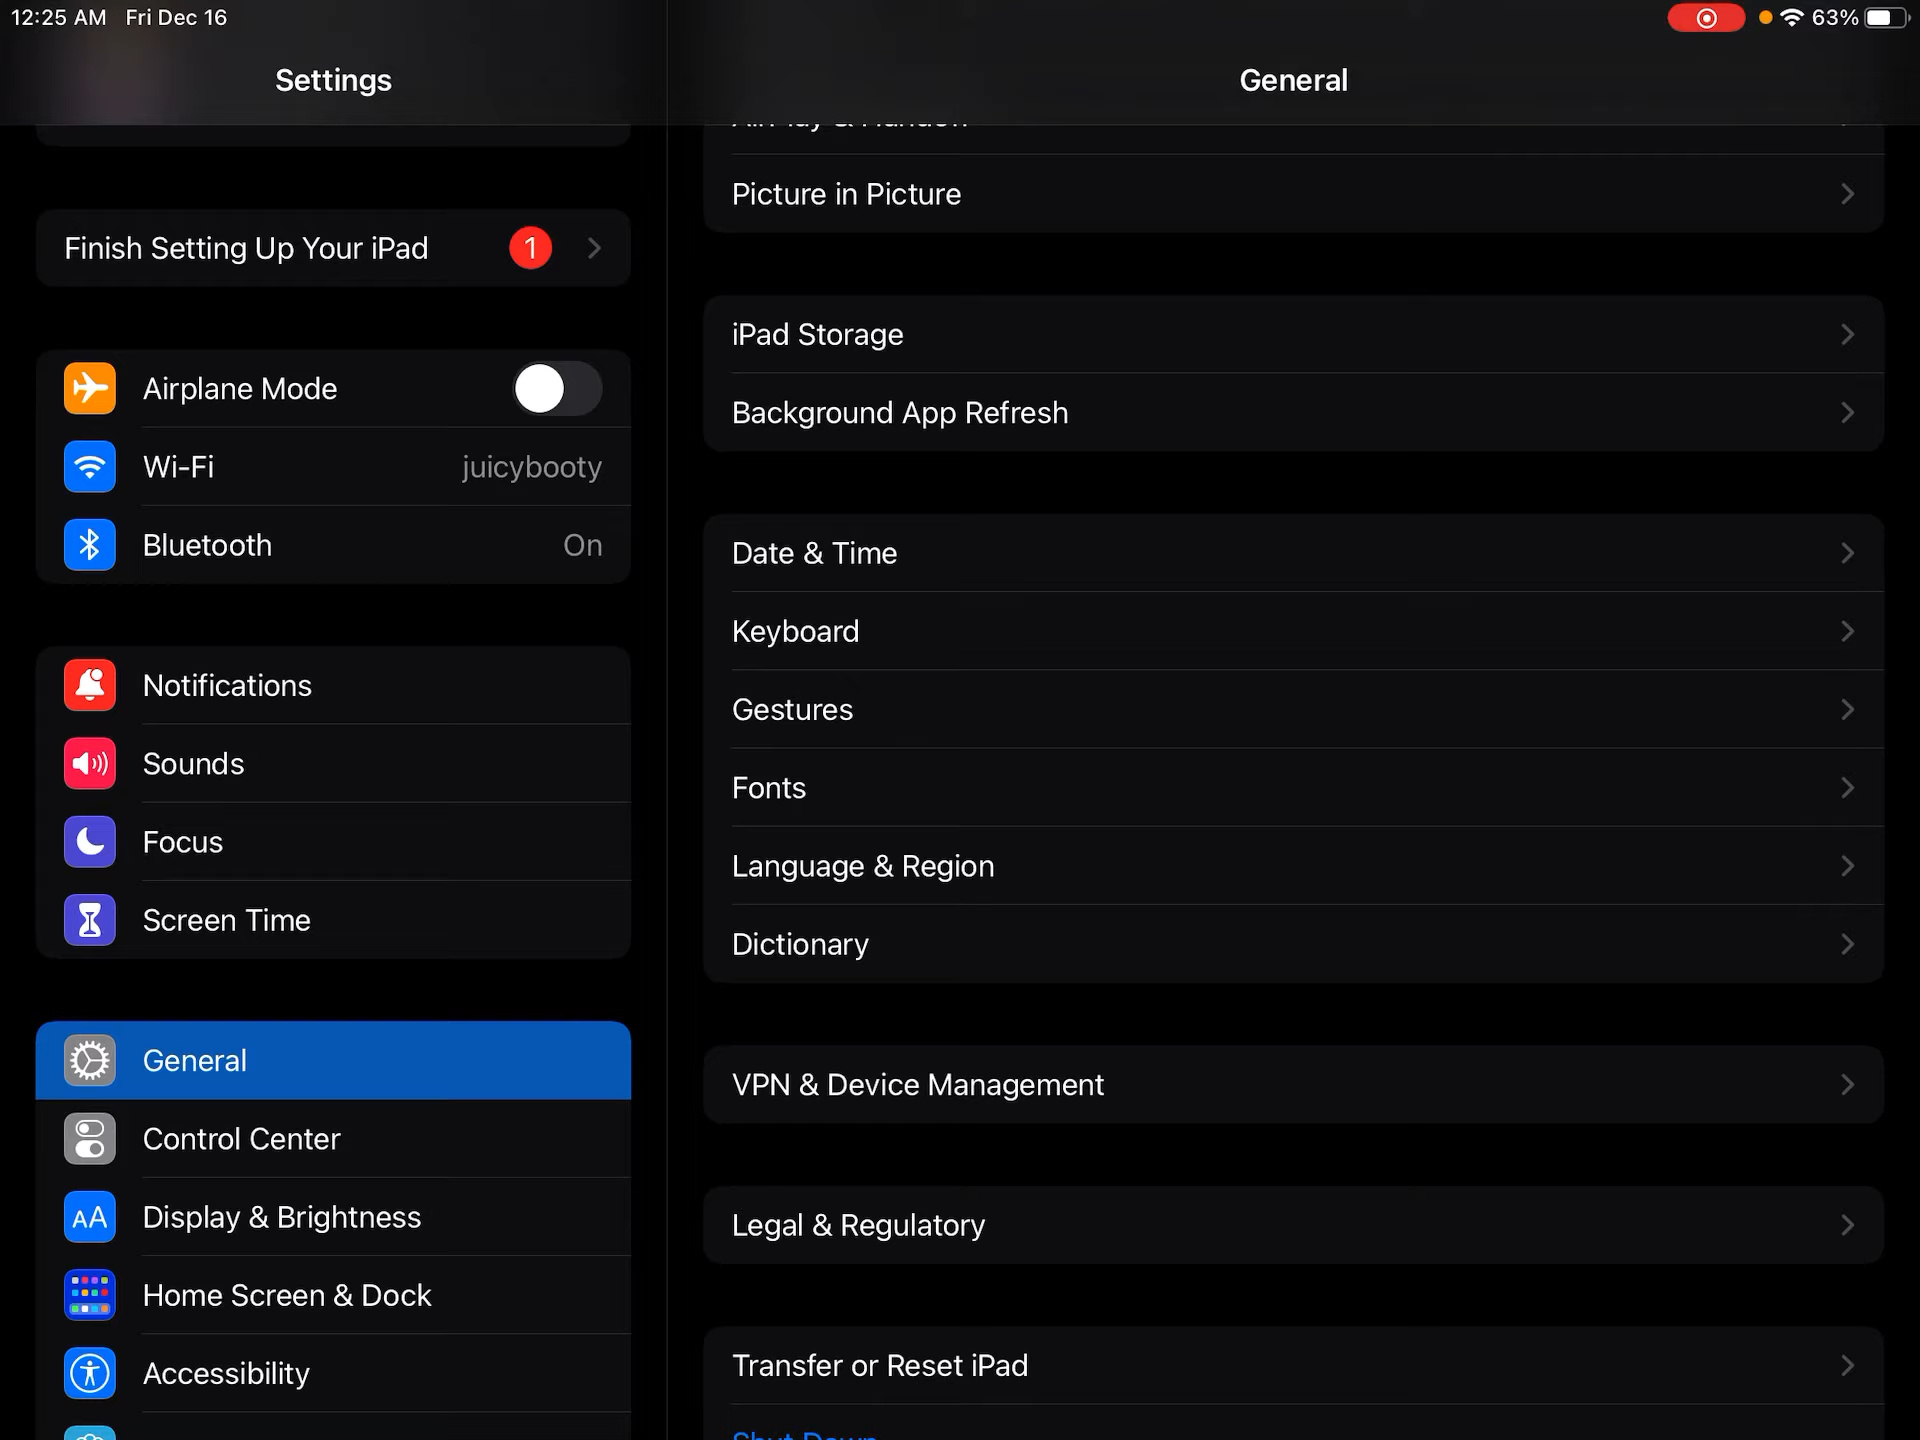 12:25 AM Fri Dec 16
63%
Settings
General
Finish Setting Up Your iPad 1
Airplane Mode
Wi-Fi juicybooty
Bluetooth On
Notifications
Sounds
Focus
Screen Time
General
Control Center
AA Display & Brightness
Home Screen & Dock
Accessibility
Picture in Picture
iPad Storage
Background App Refresh
Date & Time
Keyboard
Gestures
Fonts
Language & Region
Dictionary
VPN & Device Management
Legal & Regulatory
Transfer or Reset iPad
Shut Down